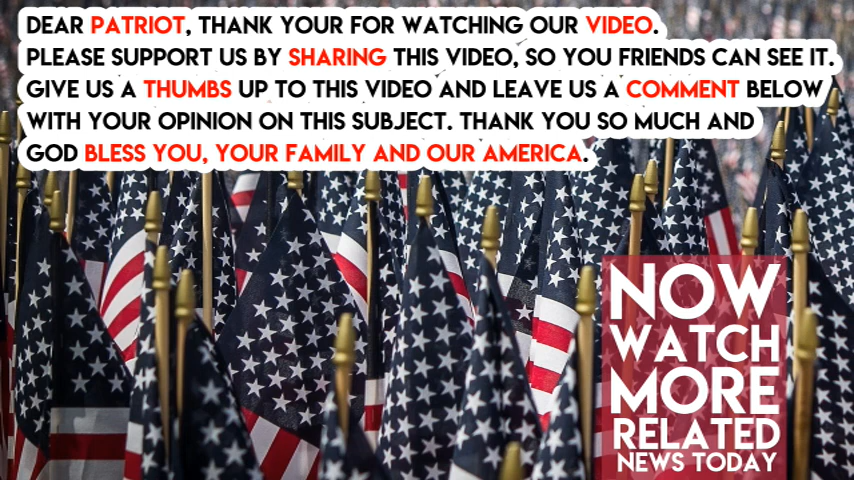 DEAR PATRIOT, THANK YOUR FOR WATCHING OUR VIDEO.
PLEASE SUPPORT US BY SHARING THIS VIDEO, SO YOU FRIENDS CAN SEE IT.
GIVE US A THUMBS UP TO THIS VIDEO AND LEAVE US A COMMENT BELOW
WITH YOUR OPINION ON THIS SUBJECT. THANK YOU SO MUCH AND
GOD BLESS YOU, YOUR FAMILY AND OUR AMERICA.
NOW
WATCH
MORE
RELATED
NEWS TODAY